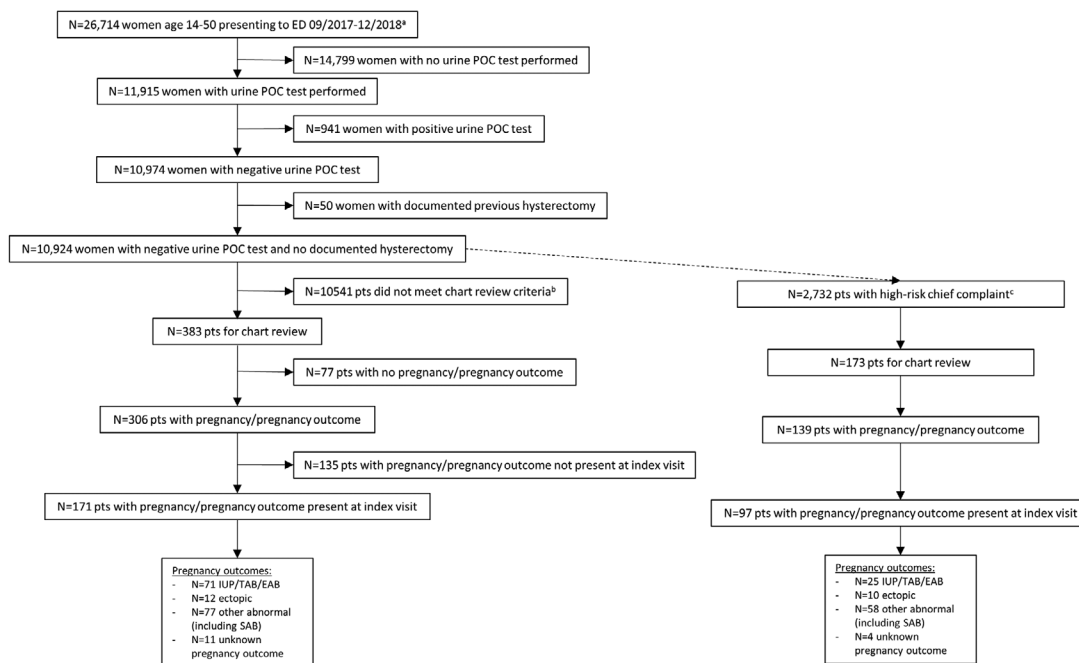 N=26,714 women age 14-50 presenting to ED 09/2017-12/2018ᵃ
N=14,799 women with no urine POC test performed
N=11,915 women with urine POC test performed
N=941 women with positive urine POC test
N=10,974 women with negative urine POC test
N=50 women with documented previous hysterectomy
N=10,924 women with negative urine POC test and no documented hysterectomy
N=10541 pts did not meet chart review criteriaᵇ
N=383 pts for chart review
N=77 pts with no pregnancy/pregnancy outcome
N=306 pts with pregnancy/pregnancy outcome
N=135 pts with pregnancy/pregnancy outcome not present at index visit
N=171 pts with pregnancy/pregnancy outcome present at index visit
Pregnancy outcomes:
- N=71 IUP/TAB/EAB
- N=12 ectopic
- N=77 other abnormal
(including SAB)
- N=11 unknown
pregnancy outcome
N=2,732 pts with high-risk chief complaintᶜ
N=173 pts for chart review
N=139 pts with pregnancy/pregnancy outcome
N=97 pts with pregnancy/pregnancy outcome present at index visit
Pregnancy outcomes:
- N=25 IUP/TAB/EAB
- N=10 ectopic
- N=58 other abnormal
(including SAB)
- N=4 unknown
pregnancy outcome